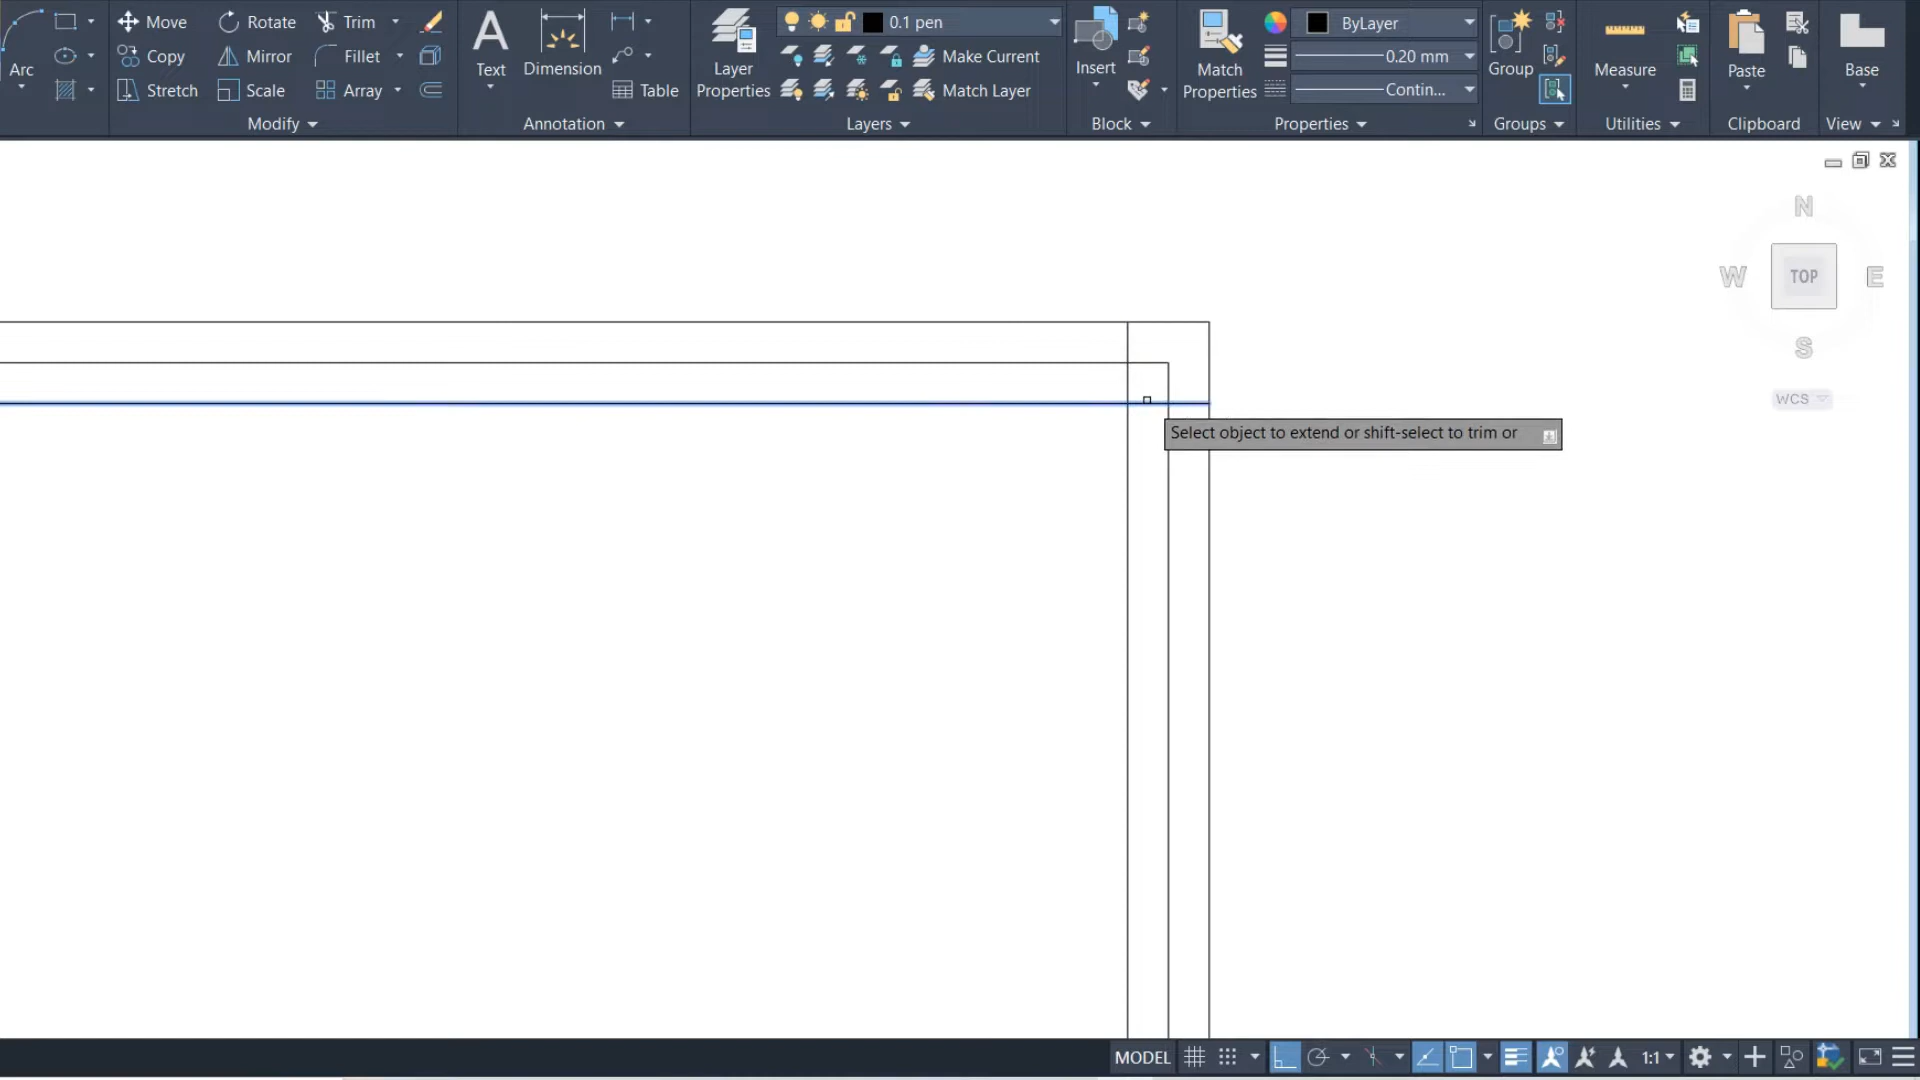 Move
Rotate
Trim
0.1 pen
ByLayer
Arc
Copy
Mirror
Fillet
Text
Dimension
Layer Properties
Make Current
Insert
Match Properties
0.20 mm
Group
Measure
Paste
Base
Stretch
Scale
Array
Table
Match Layer
Contin...
Modify
Annotation
Layers
Block
Properties
Groups
Utilities
Clipboard
View
N
W
TOP
E
S
WCS
Select object to extend or shift-select to trim or
MODEL
1:1